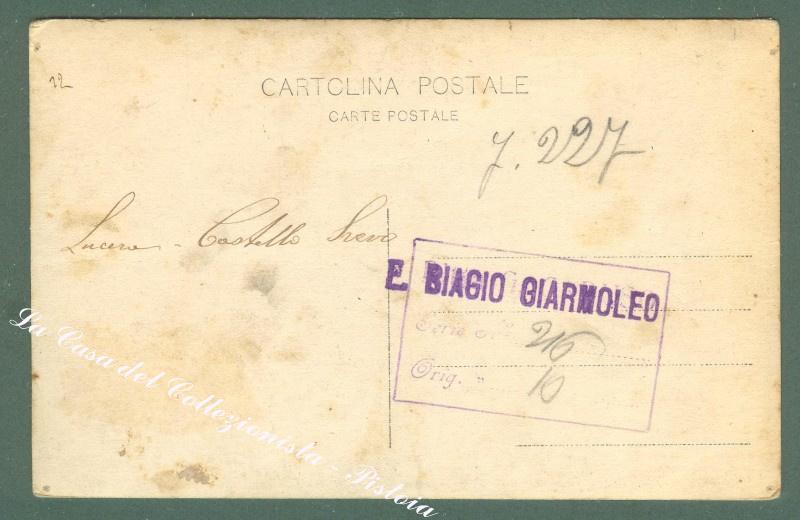 12
CARTOLINA POSTALE
CARTE POSTALE
7. 227
Lucera - Castello Svevo
E. BIAGIO GIARMOLEO
Serie N. 26
Orig. " 10
La Casa del Collezionista - Pistoia